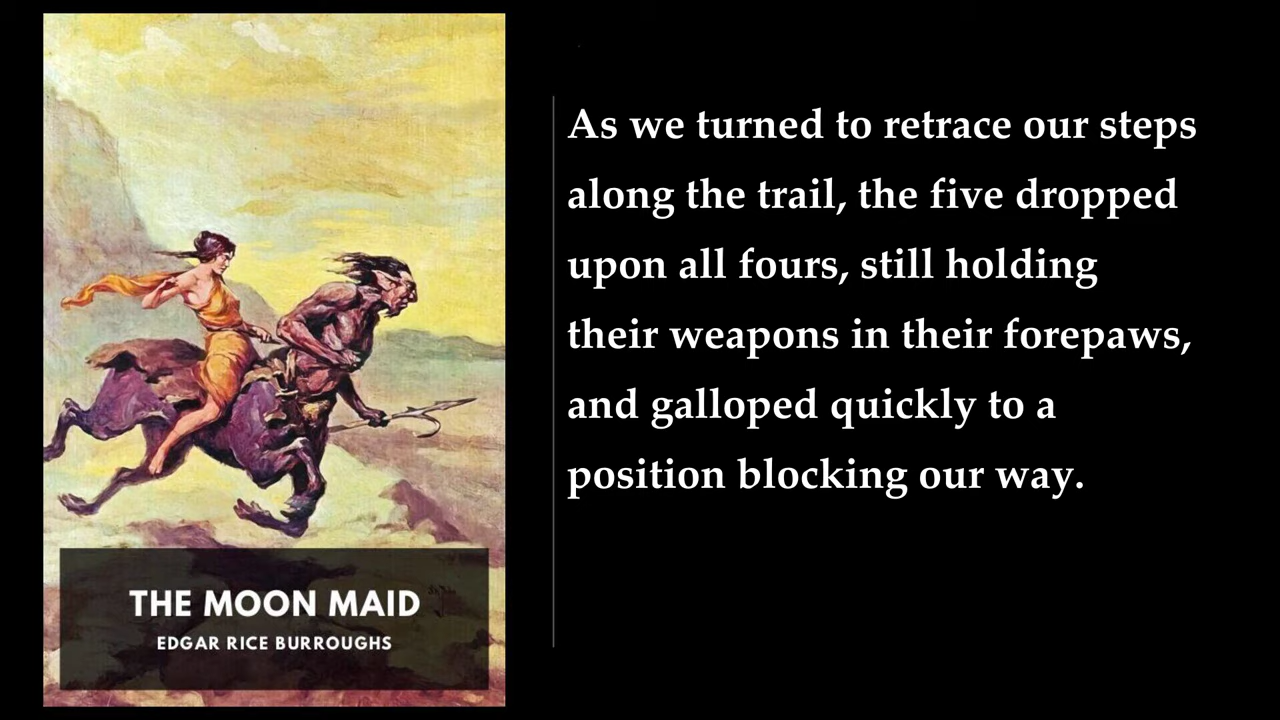 THE MOON MAID
EDGAR RICE BURROUGHS
As we turned to retrace our steps
along the trail, the five dropped
upon all fours, still holding
their weapons in their forepaws,
and galloped quickly to a
position blocking our way.